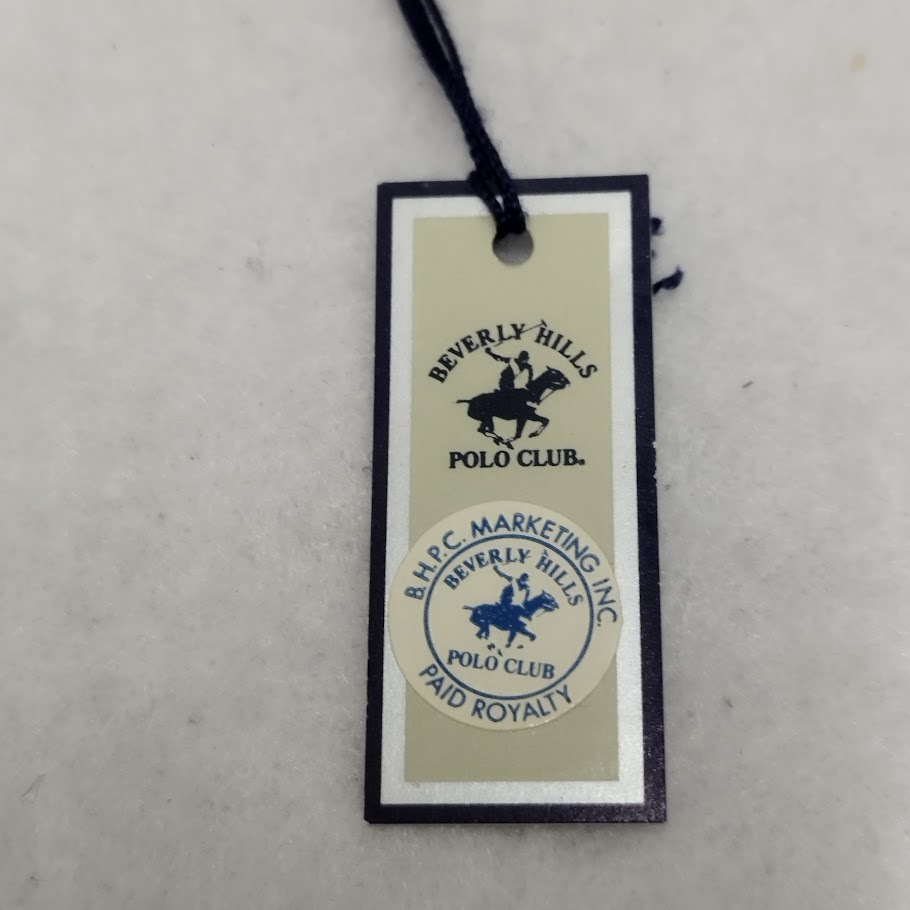 BEVERLY HILLS
POLO CLUB®
B.H.P.C. MARKETING INC.
BEVERLY HILLS
POLO CLUB
PAID ROYALTY